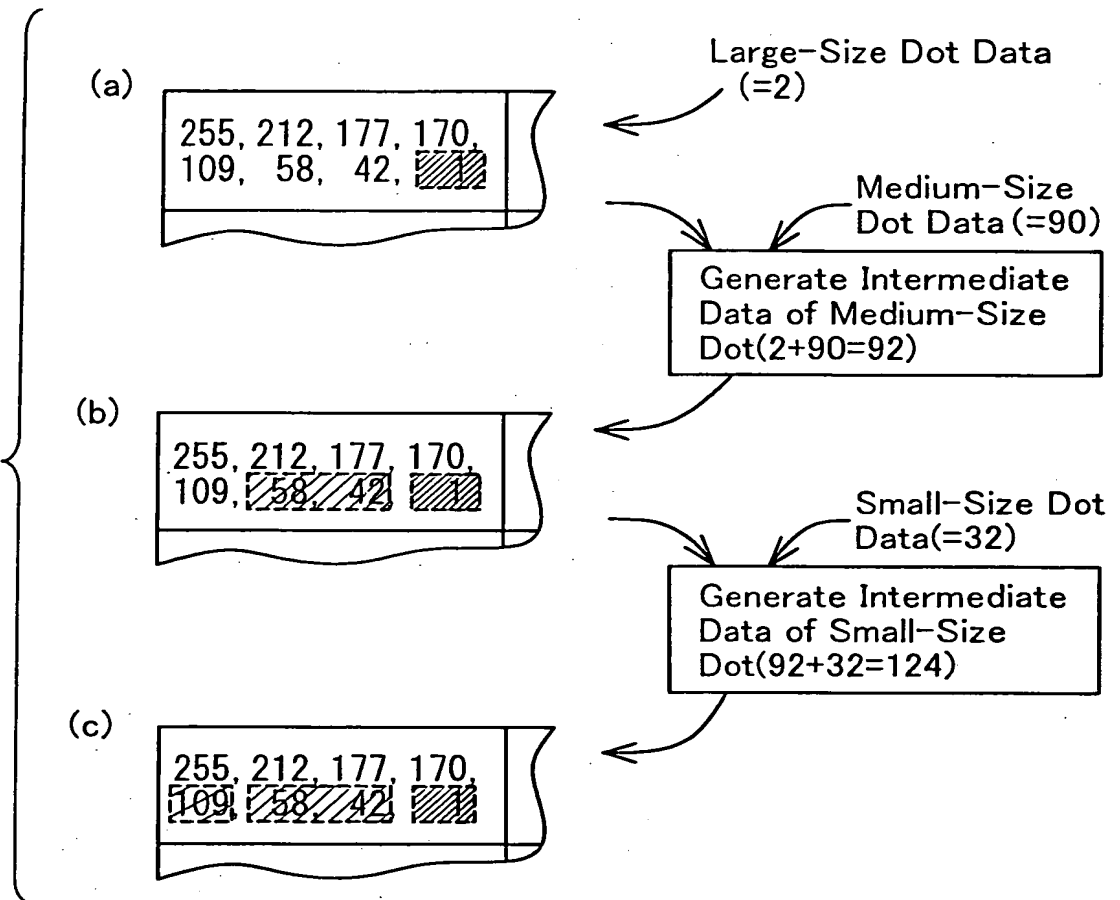 (a)
Large-Size Dot Data
(=2)
255, 212, 177, 170,
109, 58, 42, 1
Medium-Size
Dot Data (=90)
Generate Intermediate
Data of Medium-Size
Dot(2+90=92)
(b)
255, 212, 177, 170,
109, 58, 42, 1
Small-Size Dot
Data(=32)
Generate Intermediate
Data of Small-Size
Dot(92+32=124)
(c)
255, 212, 177, 170,
109, 58, 42, 1